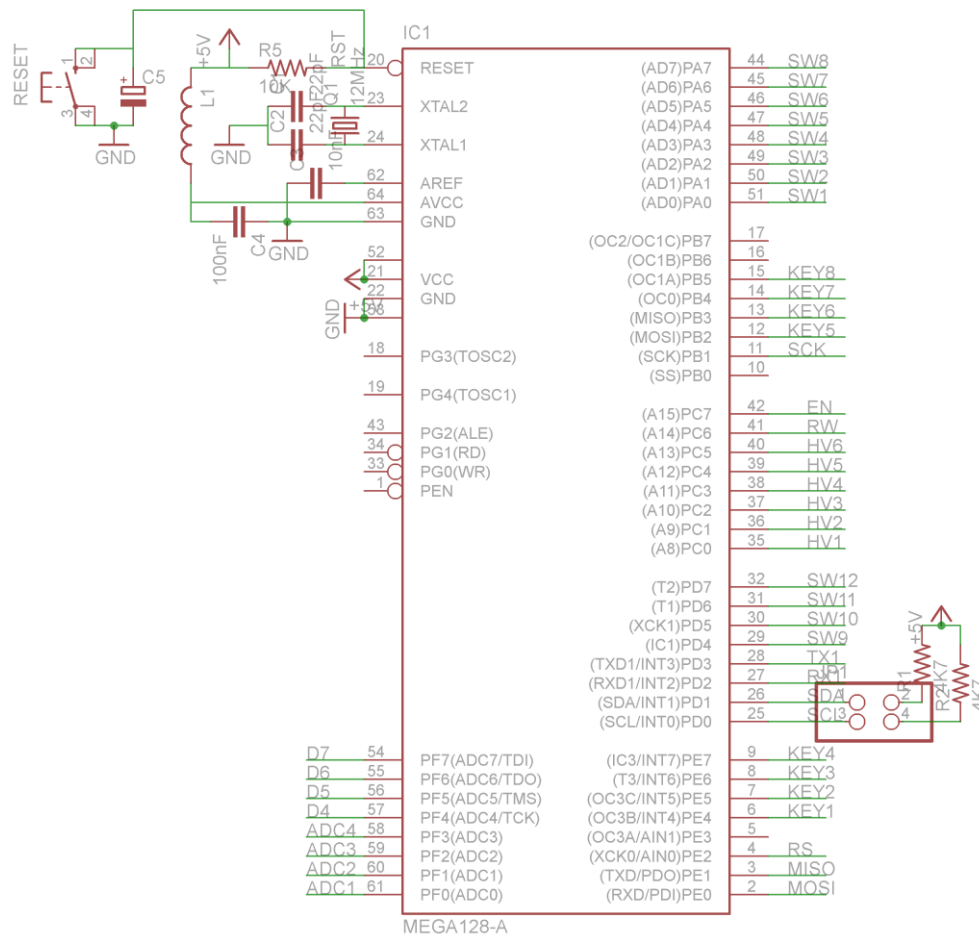 IC1
RESET
1
2
3
4
C5
GND
+5V
L1
R5
10K
RST
22pF
22pF
C2
C3
Q1
12MHz
10nF
GND
100nF
C4
GND
GND
+5V
20 RESET
23 XTAL2
24 XTAL1
62 AREF
64 AVCC
63 GND
52
21 VCC
22 GND
53
18 PG3(TOSC2)
19 PG4(TOSC1)
43 PG2(ALE)
34 PG1(RD)
33 PG0(WR)
1 PEN
D7 54 PF7(ADC7/TDI)
D6 55 PF6(ADC6/TDO)
D5 56 PF5(ADC5/TMS)
D4 57 PF4(ADC4/TCK)
ADC4 58 PF3(ADC3)
ADC3 59 PF2(ADC2)
ADC2 60 PF1(ADC1)
ADC1 61 PF0(ADC0)
(AD7)PA7 44 SW8
(AD6)PA6 45 SW7
(AD5)PA5 46 SW6
(AD4)PA4 47 SW5
(AD3)PA3 48 SW4
(AD2)PA2 49 SW3
(AD1)PA1 50 SW2
(AD0)PA0 51 SW1
(OC2/OC1C)PB7 17
(OC1B)PB6 16
(OC1A)PB5 15 KEY8
(OC0)PB4 14 KEY7
(MISO)PB3 13 KEY6
(MOSI)PB2 12 KEY5
(SCK)PB1 11 SCK
(SS)PB0 10
(A15)PC7 42 EN
(A14)PC6 41 RW
(A13)PC5 40 HV6
(A12)PC4 39 HV5
(A11)PC3 38 HV4
(A10)PC2 37 HV3
(A9)PC1 36 HV2
(A8)PC0 35 HV1
(T2)PD7 32 SW12
(T1)PD6 31 SW11
(XCK1)PD5 30 SW10
(IC1)PD4 29 SW9
(TXD1/INT3)PD3 28 TX1
(RXD1/INT2)PD2 27 RX1
(SDA/INT1)PD1 26 SDA
(SCL/INT0)PD0 25 SCL
JP1
1
2
3
4
+5V
R1
4K7
R2
4K7
(IC3/INT7)PE7 9 KEY4
(T3/INT6)PE6 8 KEY3
(OC3C/INT5)PE5 7 KEY2
(OC3B/INT4)PE4 6 KEY1
(OC3A/AIN1)PE3 5
(XCK0/AIN0)PE2 4 RS
(TXD/PDO)PE1 3 MISO
(RXD/PDI)PE0 2 MOSI
MEGA128-A